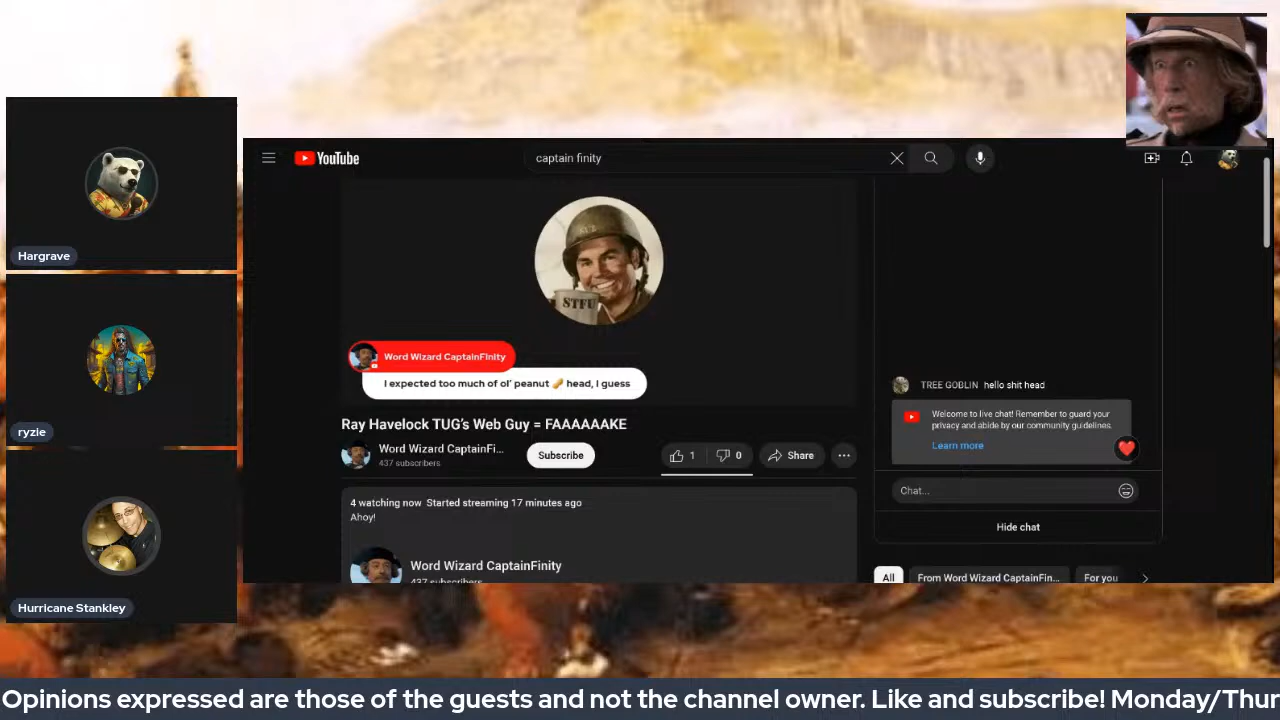 Hargrave
ryzie
Hurricane Stankley
YouTube
captain finity
STFU
Word Wizard CaptainFinity
I expected too much of ol' peanut 🥜 head, I guess
Ray Havelock TUG's Web Guy = FAAAAAAKE
Word Wizard CaptainFi...
437 subscribers
Subscribe
1
0
Share
4 watching now Started streaming 17 minutes ago
Ahoy!
Word Wizard CaptainFinity
437 subscribers
TREE GOBLIN hello shit head
Welcome to live chat! Remember to guard your
privacy and abide by our community guidelines.
Learn more
Chat...
Hide chat
All
From Word Wizard CaptainFin...
For you
Opinions expressed are those of the guests and not the channel owner. Like and subscribe! Monday/Thur